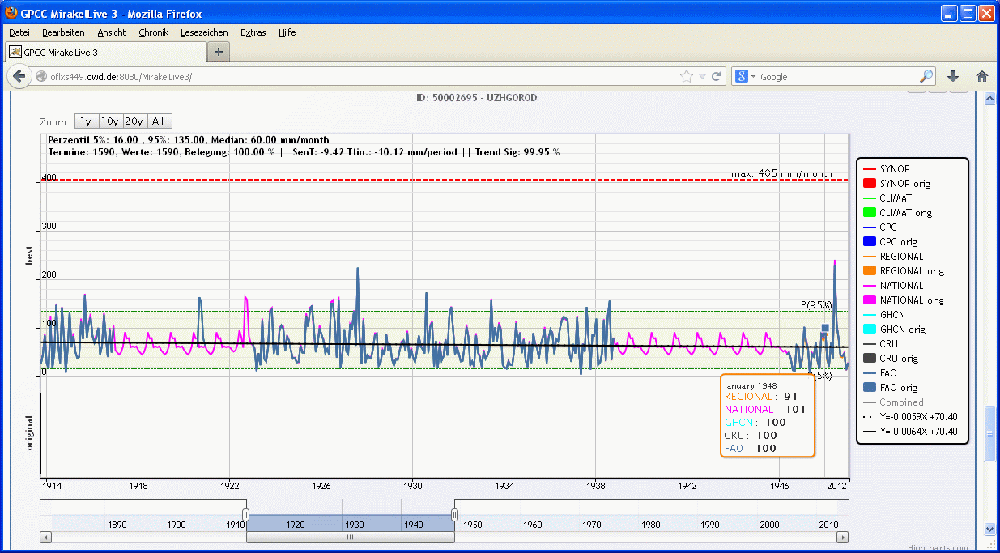 GPCC MirakelLive 3 - Mozilla Firefox
Datei Bearbeiten Ansicht Chronik Lesezeichen Extras Hilfe
GPCC MirakelLive 3
oflxs449.dwd.de:8080/MirakelLive3/
Google
ID: 50002695 - UZHGOROD
Zoom 1y 10y 20y All
Perzentil 5%: 16.00 , 95%: 135.00, Median: 60.00 mm/month
Termine: 1590, Werte: 1590, Belegung: 100.00 % || SenT: -9.42 Tlin.: -10.12 mm/period || Trend Sig: 99.95 %
max: 405 mm/month
400
300
200
100
0
best
original
P(95%)
P(5%)
January 1948
REGIONAL: 91
NATIONAL: 101
GHCN: 100
CRU: 100
FAO: 100
SYNOP
SYNOP orig
CLIMAT
CLIMAT orig
CPC
CPC orig
REGIONAL
REGIONAL orig
NATIONAL
NATIONAL orig
GHCN
GHCN orig
CRU
CRU orig
FAO
FAO orig
Combined
Y=-0.0059X +70.40
Y=-0.0064X +70.40
1914 1918 1922 1926 1930 1934 1938 1942 1946 2012
1890 1900 1910 1920 1930 1940 1950 1960 1970 1980 1990 2000 2010
Highcharts.com